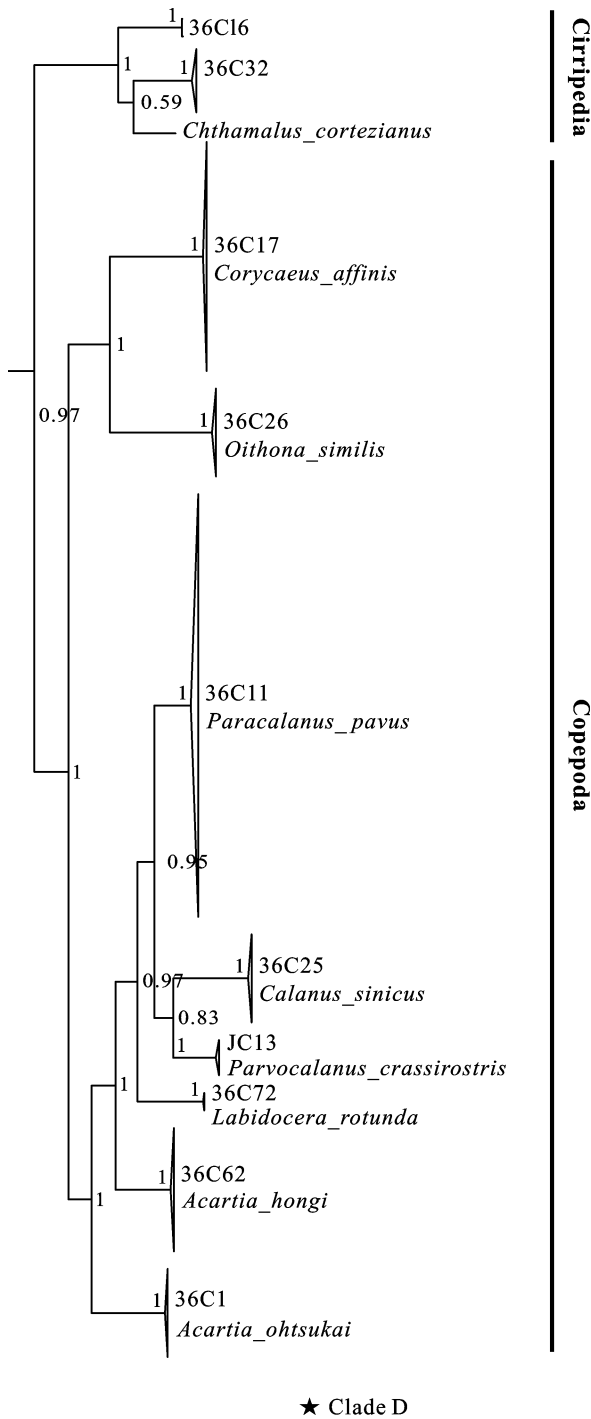 1
36Cl6
1
36C32
1
0.59
Chthamalus_cortezianus
Cirripedia
1
36C17
Corycaeus_affinis
1
0.97
1
36C26
Oithona_similis
1
36C11
Paracalanus_pavus
Copepoda
1
0.95
1
36C25
0.97
Calanus_sinicus
0.83
JC13
1
Parvocalanus_crassirostris
1
36C72
1
Labidocera_rotunda
1
36C62
1
Acartia_hongi
1
36C1
Acartia_ohtsukai
★ Clade D